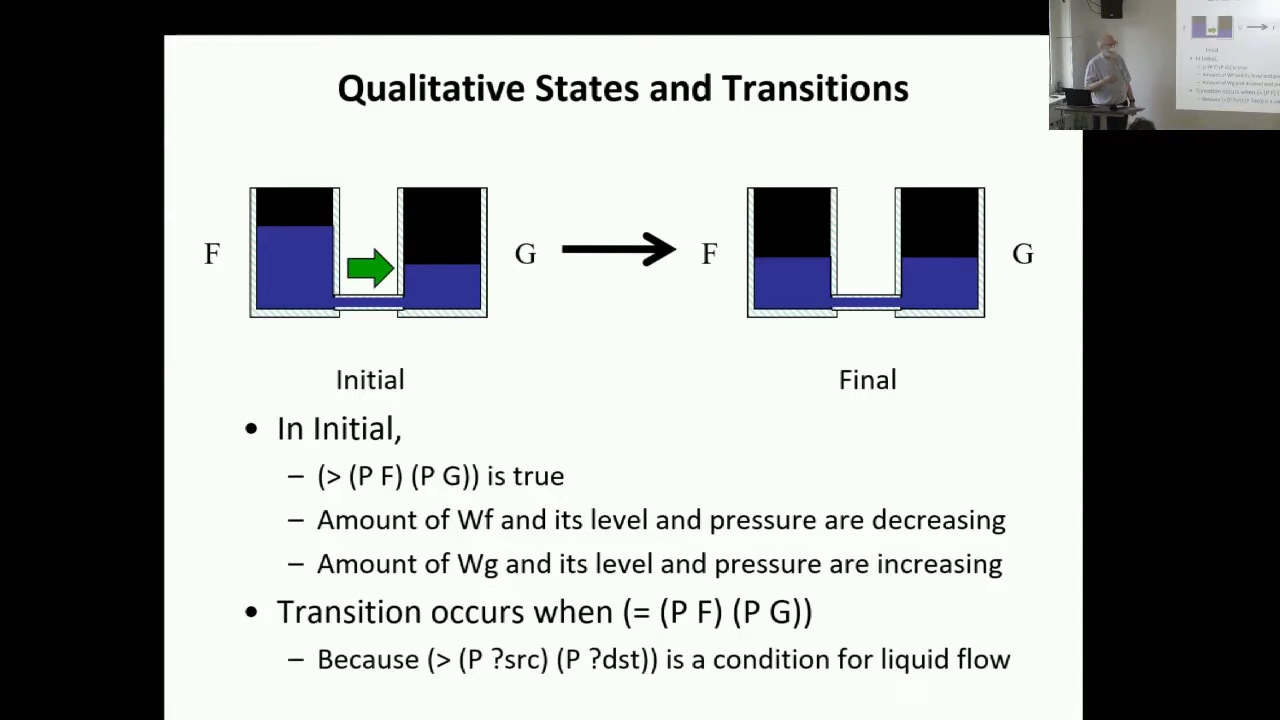 Qualitative States and Transitions
F G F G
Initial Final
• In Initial,
– (> (P F) (P G)) is true
– Amount of Wf and its level and pressure are decreasing
– Amount of Wg and its level and pressure are increasing
• Transition occurs when (= (P F) (P G))
– Because (> (P ?src) (P ?dst)) is a condition for liquid flow